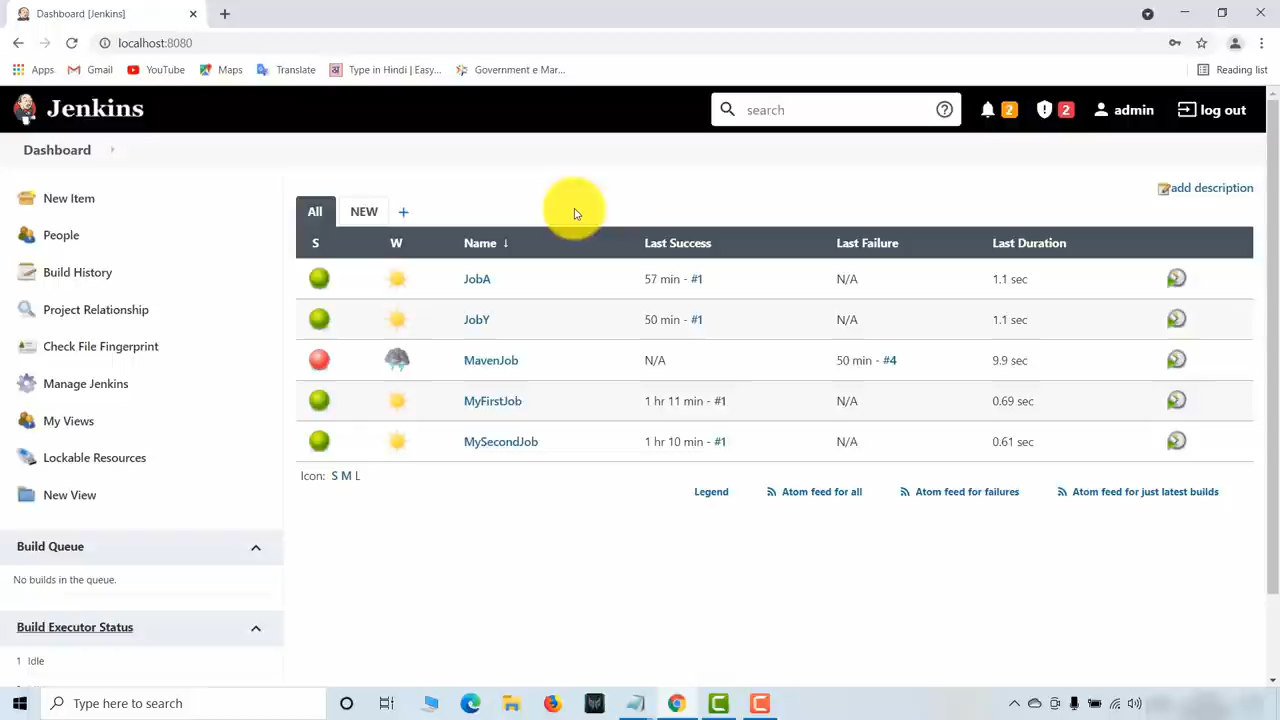 Dashboard [Jenkins]
localhost:8080
Apps Gmail YouTube Maps Translate Type in Hindi | Easy... Government e Mar... Reading list
Jenkins search 2 2 admin log out
Dashboard
add description
New Item
People
Build History
Project Relationship
Check File Fingerprint
Manage Jenkins
My Views
Lockable Resources
New View
Build Queue
No builds in the queue.
Build Executor Status
1 Idle
All NEW +
S W Name ↓ Last Success Last Failure Last Duration
JobA 57 min - #1 N/A 1.1 sec
JobY 50 min - #1 N/A 1.1 sec
MavenJob N/A 50 min - #4 9.9 sec
MyFirstJob 1 hr 11 min - #1 N/A 0.69 sec
MySecondJob 1 hr 10 min - #1 N/A 0.61 sec
Icon: S M L
Legend Atom feed for all Atom feed for failures Atom feed for just latest builds
Type here to search